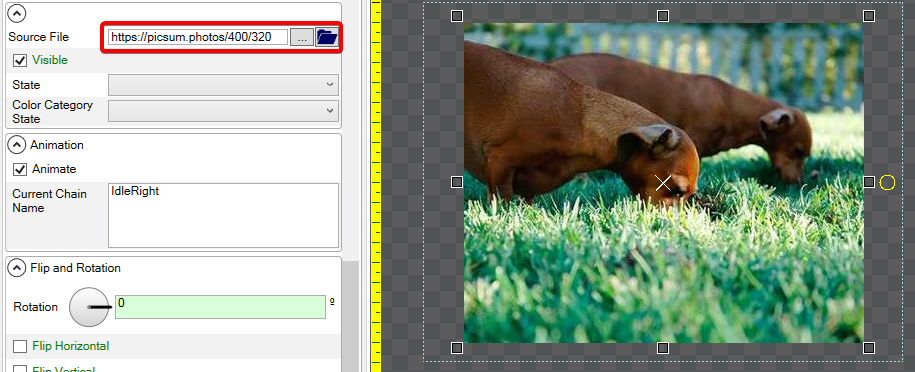 Source File https://picsum.photos/400/320 ...
Visible
State
Color Category
State
Animation
Animate
Current Chain IdleRight
Name
Flip and Rotation
Rotation 0 º
Flip Horizontal
Flip Vertical